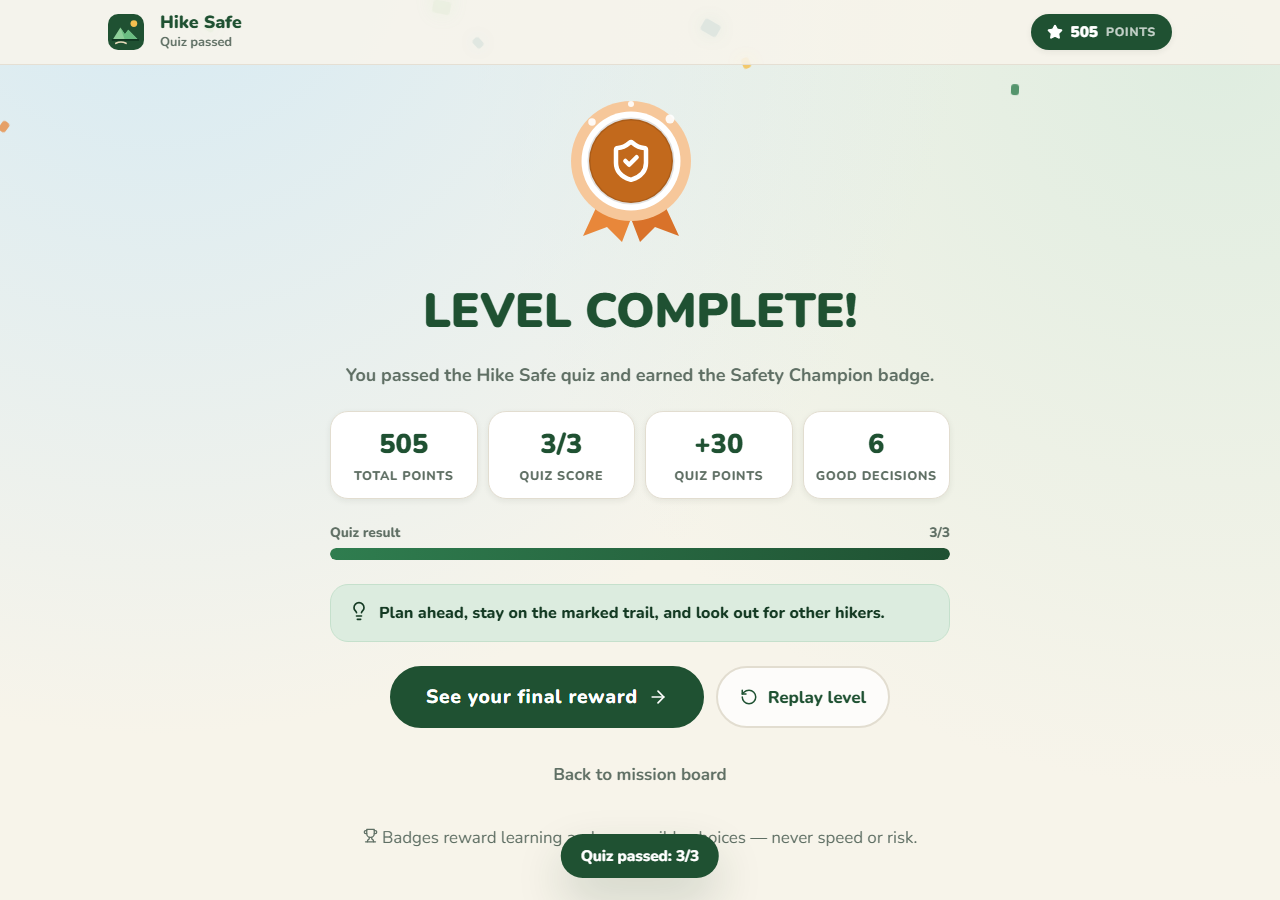 Hike Safe
Quiz passed
505 POINTS
LEVEL COMPLETE!
You passed the Hike Safe quiz and earned the Safety Champion badge.
505
TOTAL POINTS
3/3
QUIZ SCORE
+30
QUIZ POINTS
6
GOOD DECISIONS
Quiz result
3/3
Plan ahead, stay on the marked trail, and look out for other hikers.
See your final reward
Replay level
Back to mission board
Badges reward learning choices — never speed or risk.
Quiz passed: 3/3